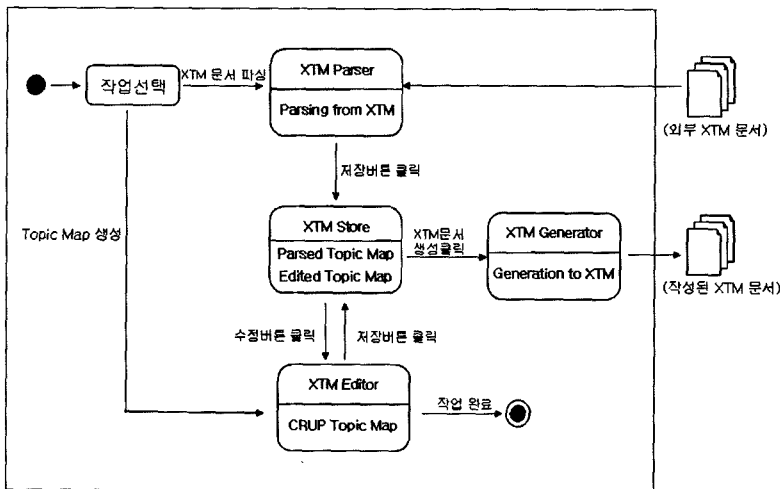 작업선택
XTM 문서 파싱
XTM Parser
Parsing from XTM
(외부 XTM 문서)
저장버튼 클릭
Topic Map 생성
XTM Store
Parsed Topic Map
Edited Topic Map
XTM문서
생성클릭
XTM Generator
Generation to XTM
(작성된 XTM 문서)
수정버튼 클릭
저장버튼 클릭
XTM Editor
CRUP Topic Map
작업 완료